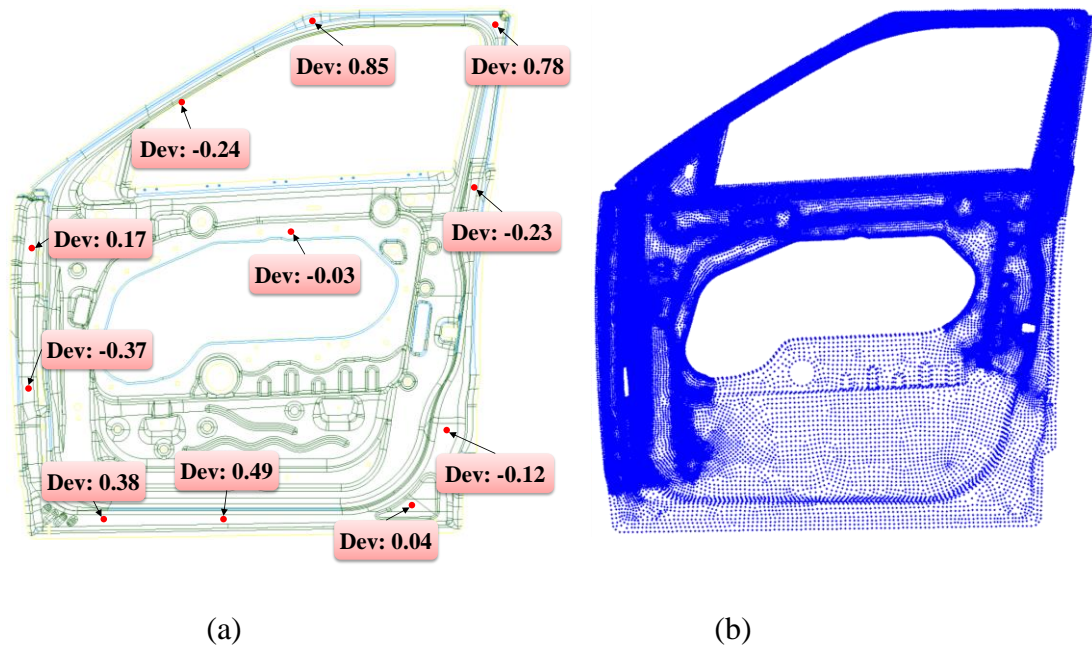 Dev: 0.85
Dev: 0.78
Dev: -0.24
Dev: 0.17
Dev: -0.23
Dev: -0.03
Dev: -0.37
Dev: -0.12
Dev: 0.38
Dev: 0.49
Dev: 0.04
(a)
(b)